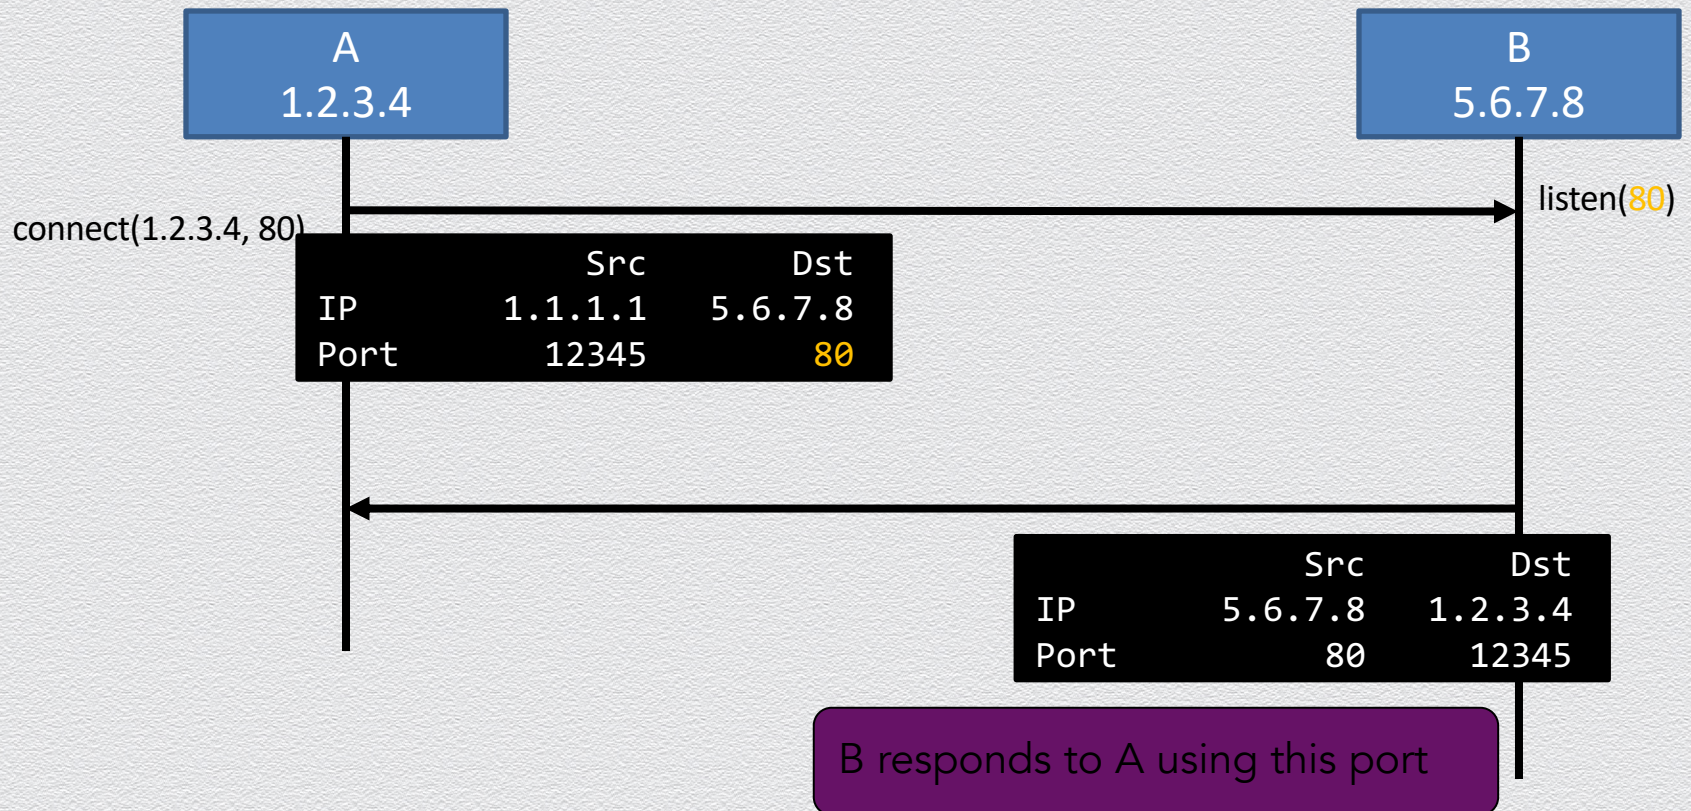 A
1.2.3.4
B
5.6.7.8
listen(80)
connect(1.2.3.4, 80)
Src Dst
IP 1.1.1.1 5.6.7.8
Port 12345 80
Src Dst
IP 5.6.7.8 1.2.3.4
Port 80 12345
B responds to A using this port